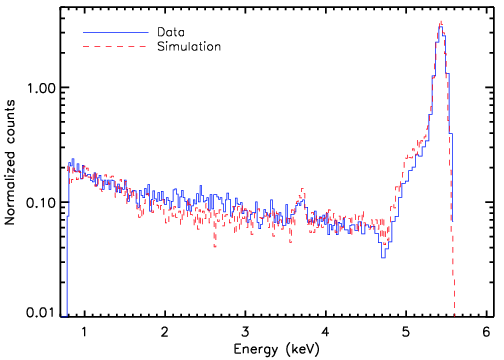 Data
Simulation
Normalized counts
1.00
0.10
0.01
1 2 3 4 5 6
Energy (keV)